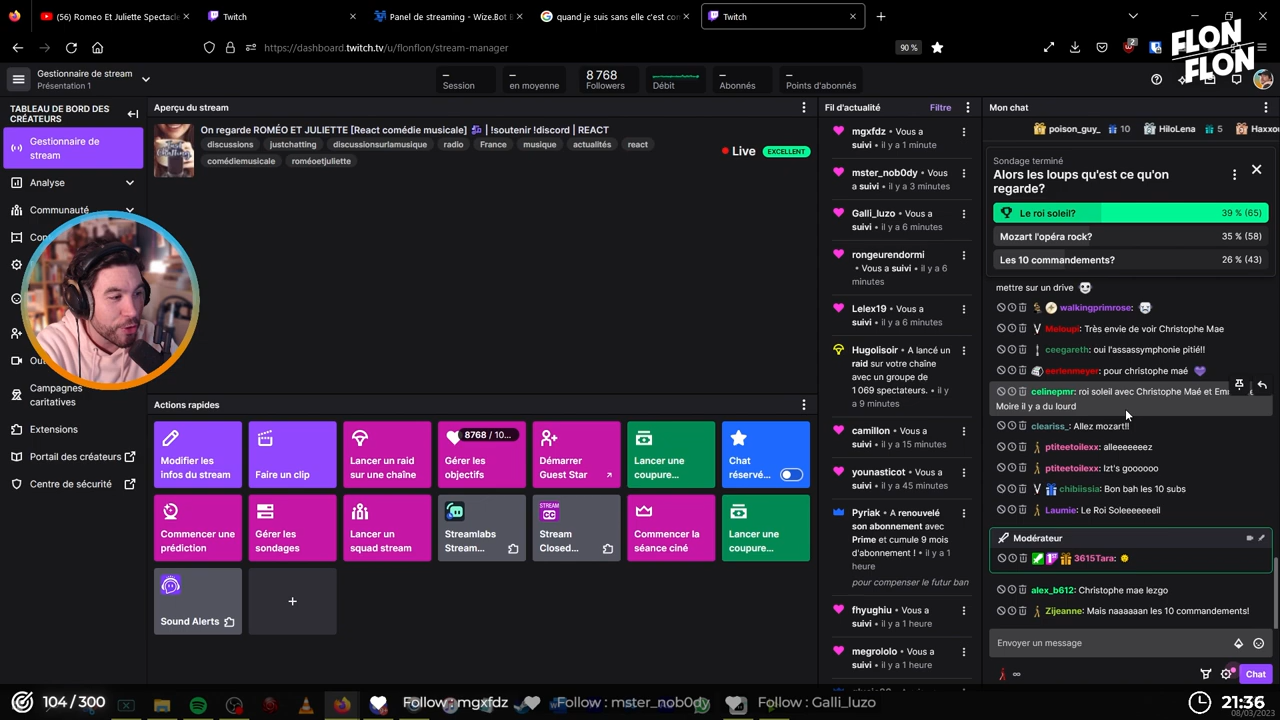 (56) Romeo Et Juliette Spectacle
Twitch
Panel de streaming - Wize.Bot
quand je suis sans elle c'est con
Twitch
https://dashboard.twitch.tv/u/flonflon/stream-manager
90 %
FLON
FLON
Gestionnaire de stream
Présentation 1
–
Session
–
en moyenne
8 768
Followers
Débit
–
Abonnés
–
Points d'abonnés
TABLEAU DE BORD DES
CRÉATEURS
Gestionnaire de
stream
Analyse
Communauté
Campagnes
caritatives
Extensions
Portail des créateurs
Centre de sécurité
Aperçu du stream
On regarde ROMÉO ET JULIETTE [React comédie musicale] | !soutenir !discord | REACT
discussions
justchatting
discussionsurlamusique
radio
France
musique
actualités
react
comédiemusicale
roméoetjuliette
Live
EXCELLENT
Actions rapides
Modifier les
infos du stream
Faire un clip
Lancer un raid
sur une chaîne
8768 / 10...
Gérer les
objectifs
Démarrer
Guest Star
Lancer une
coupure...
Chat
réservé...
Commencer une
prédiction
Gérer les
sondages
Lancer un
squad stream
Streamlabs
Stream...
STREAM
CC
Stream
Closed...
Commencer la
séance ciné
Lancer une
coupure...
Sound Alerts
+
Fil d'actualité
Filtre
mgxfdz • Vous a
suivi • il y a 1 minute
mster_nob0dy • Vous
a suivi • il y a 3 minutes
Galli_luzo • Vous a
suivi • il y a 6 minutes
rongeurendormi
• Vous a suivi • il y a 6
minutes
Lelex19 • Vous a
suivi • il y a 6 minutes
Hugolisoir • A lancé un
raid sur votre chaîne
avec un groupe de
1 069 spectateurs. • il y
a 9 minutes
camillon • Vous a
suivi • il y a 15 minutes
younasticot • Vous a
suivi • il y a 45 minutes
Pyriak • A renouvelé
son abonnement avec
Prime et cumule 9 mois
d'abonnement ! • il y a 1
heure
pour compenser le futur ban
fhyughiu • Vous a
suivi • il y a 1 heure
megrololo • Vous a
suivi • il y a 1 heure
Mon chat
poison_guy_ 10
HiloLena 5
Haxxo
Sondage terminé
Alors les loups qu'est ce qu'on
regarde?
Le roi soleil? 39 % (65)
Mozart l'opéra rock? 35 % (58)
Les 10 commandements? 26 % (43)
mettre sur un drive
walkingprimrose:
Meloupi: Très envie de voir Christophe Mae
ceegareth: oui l'assassymphonie pitié!!
eerlenmeyer: pour christophe maé
celinepmr: roi soleil avec Christophe Maé et Em
Moire il y a du lourd
cleariss_: Allez mozart!!
ptiteetoilexx: alleeeeeeez
ptiteetoilexx: Izt's goooooo
chibiissia: Bon bah les 10 subs
Laumie: Le Roi Soleeeeeeeil
Modérateur
3615Tara:
alex_b612: Christophe mae lezgo
Zijeanne: Mais naaaaaan les 10 commandements!
Envoyer un message
∞
Chat
104 / 300
Follow : mgxfdz
Follow : mster_nob0dy
Follow : Galli_luzo
21:36
08/03/2023